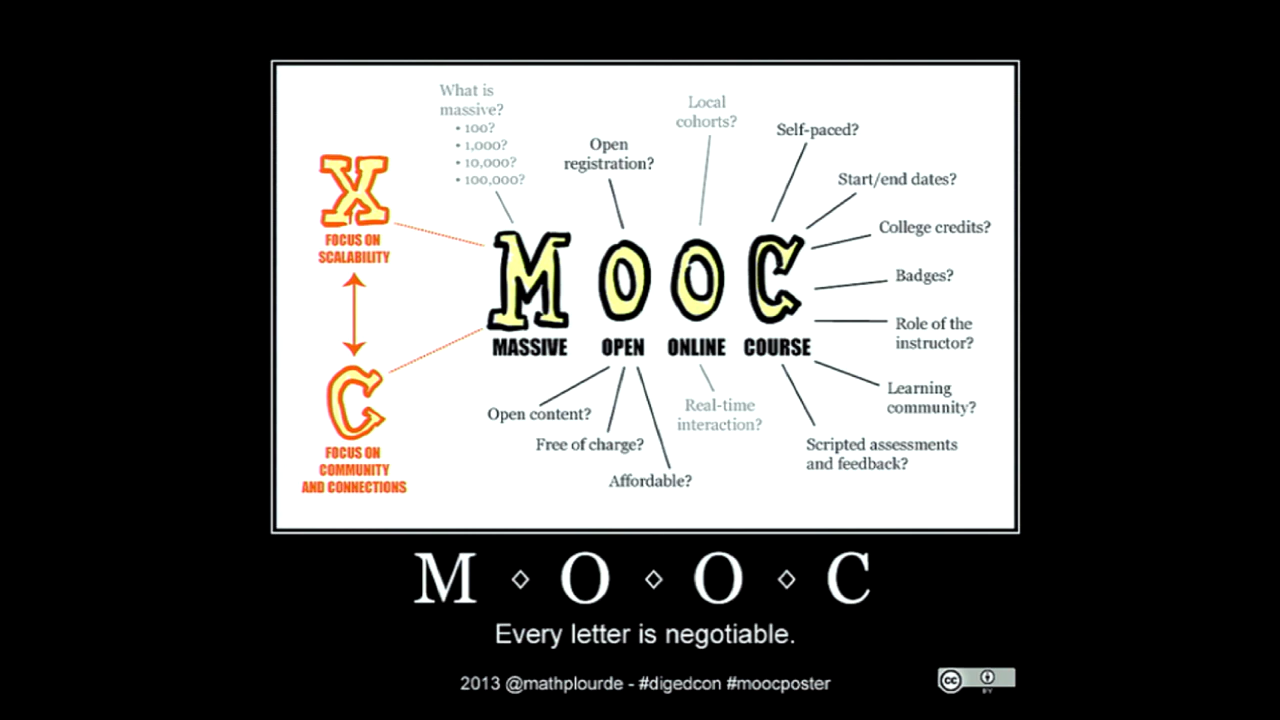 What is
massive?
• 100?
• 1,000?
• 10,000?
• 100,000?
Open
registration?
Local
cohorts?
Self-paced?
Start/end dates?
College credits?
Badges?
Role of the
instructor?
Learning
community?
Scripted assessments
and feedback?
X
FOCUS ON
SCALABILITY
C
FOCUS ON
COMMUNITY
AND CONNECTIONS
MOOC
MASSIVE OPEN ONLINE COURSE
Open content?
Free of charge?
Affordable?
Real-time
interaction?
M ◇ O ◇ O ◇ C
Every letter is negotiable.
2013 @mathplourde - #digedcon #moocposter
cc
BY